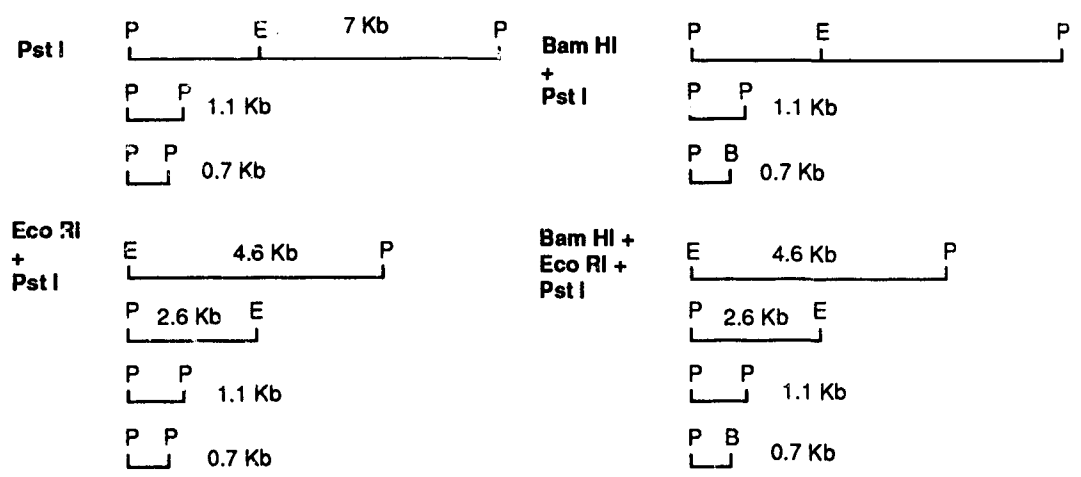 Pst I
P E 7 Kb P
P P 1.1 Kb
P P 0.7 Kb
Bam HI
+
Pst I
P E P
P P 1.1 Kb
P B 0.7 Kb
Eco RI
+
Pst I
E 4.6 Kb P
P 2.6 Kb E
P P 1.1 Kb
P P 0.7 Kb
Bam HI +
Eco RI +
Pst I
E 4.6 Kb P
P 2.6 Kb E
P P 1.1 Kb
P B 0.7 Kb